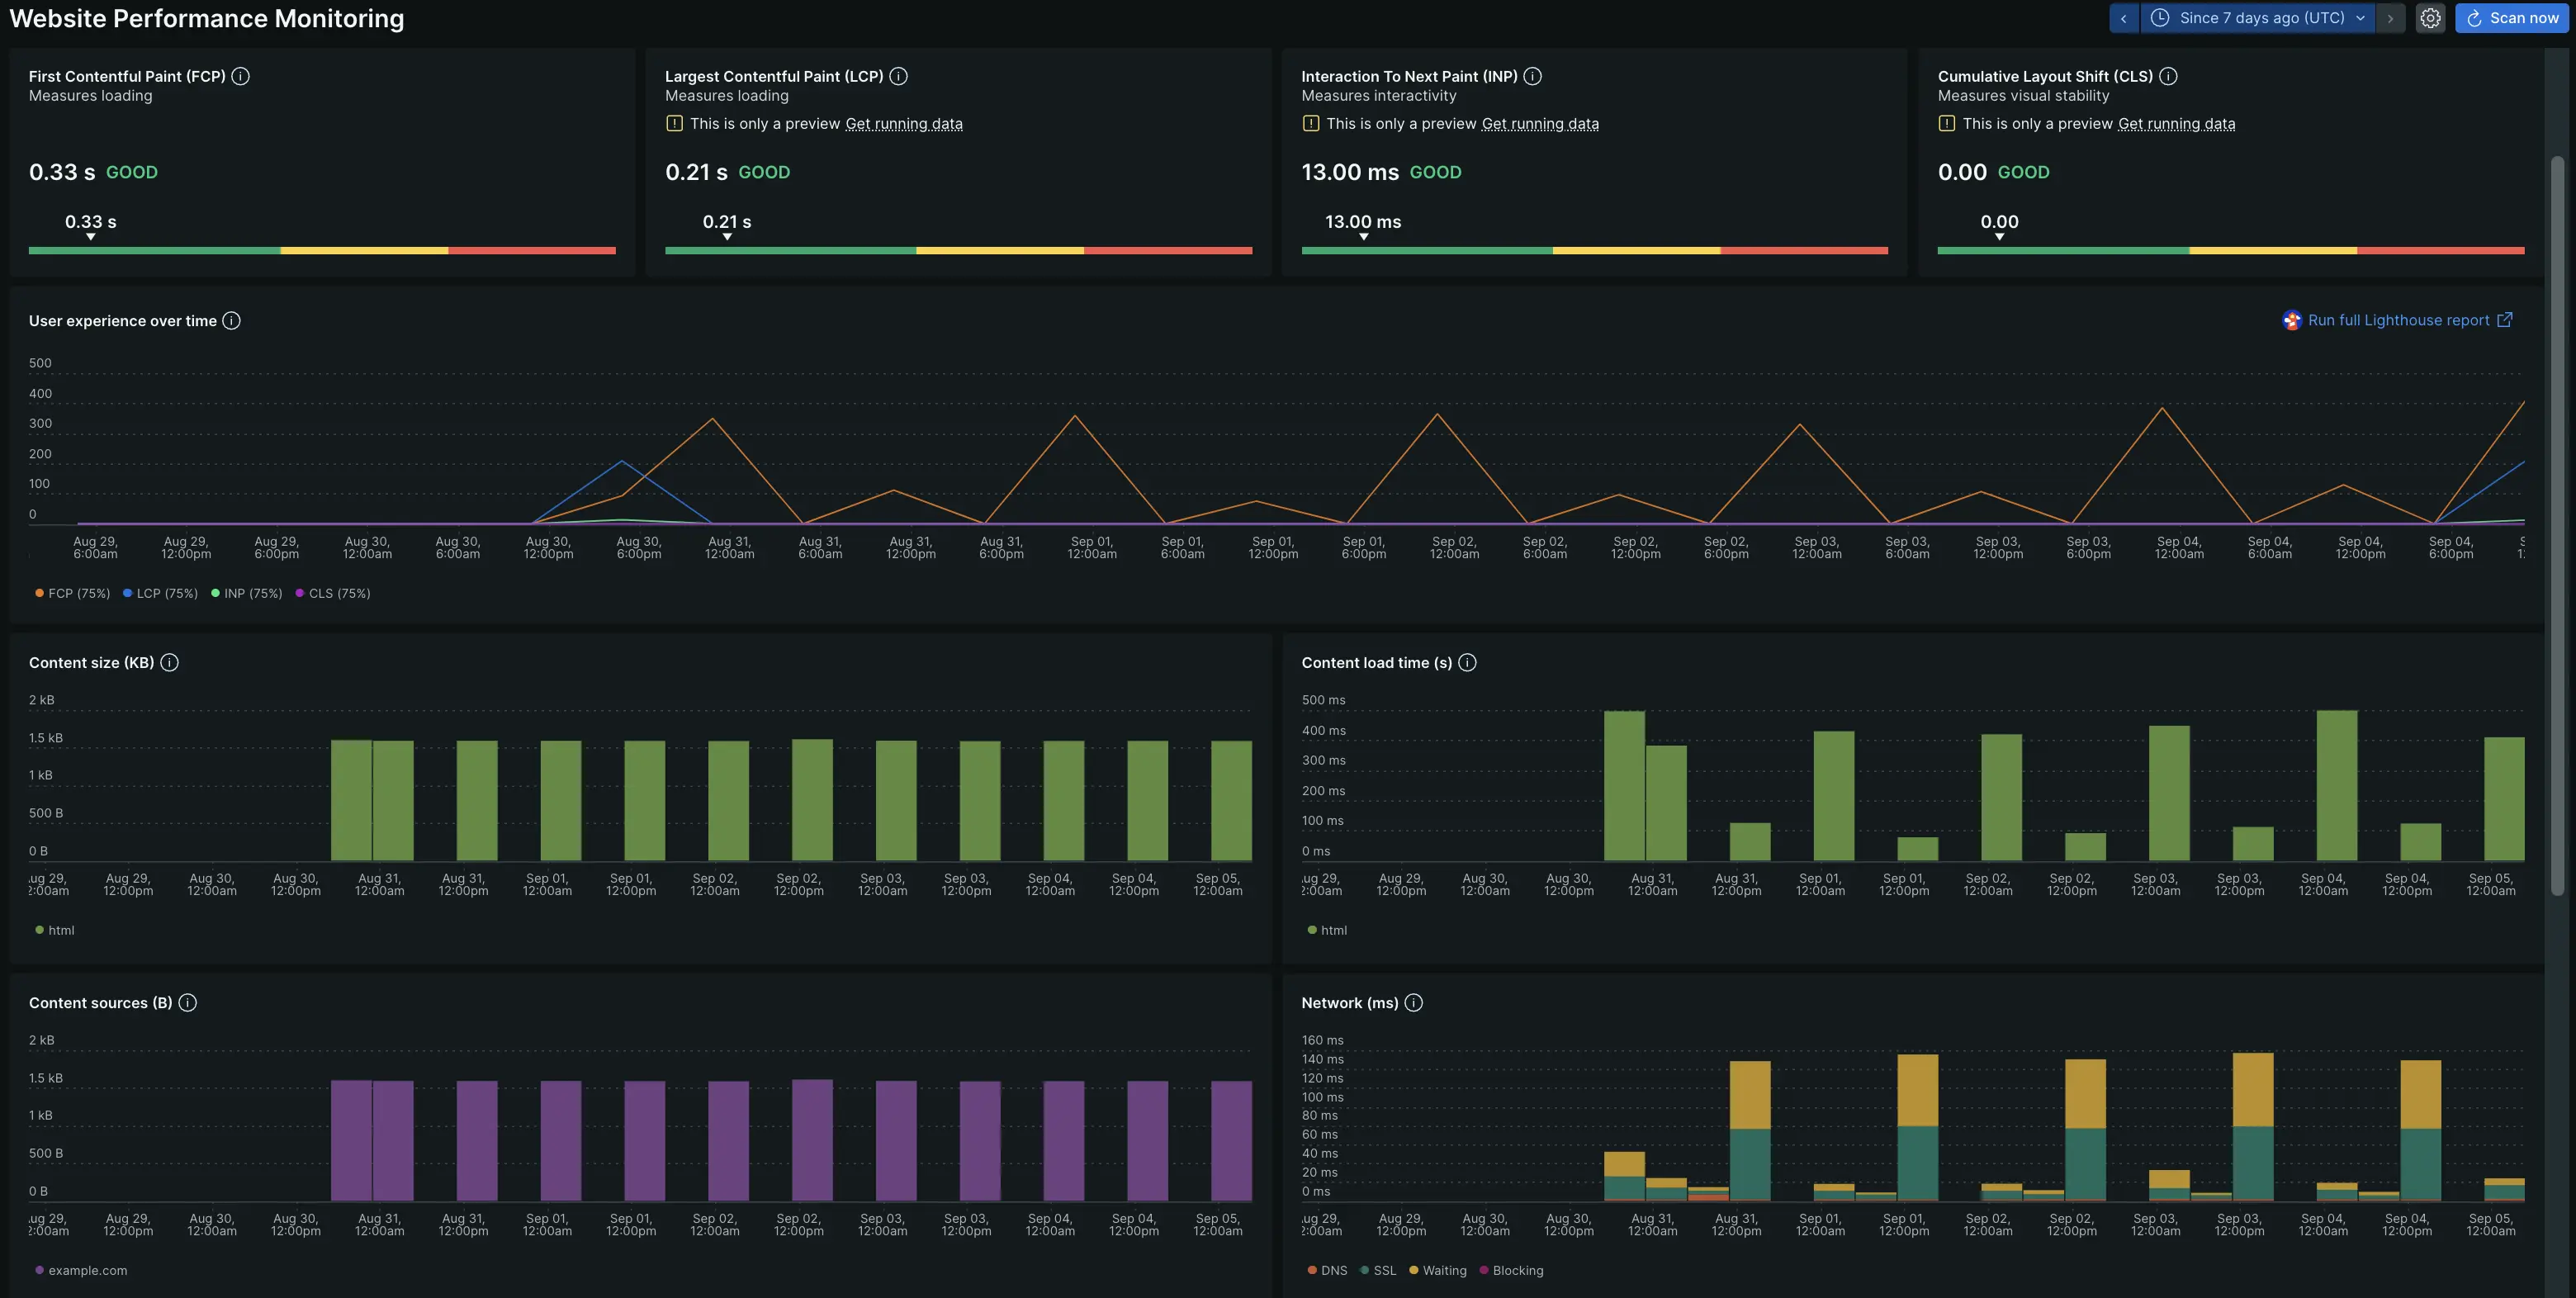 Website Performance Monitoring
Since 7 days ago (UTC)
Scan now
First Contentful Paint (FCP)
Measures loading
0.33 s GOOD
0.33 s
Largest Contentful Paint (LCP)
Measures loading
This is only a preview Get running data
0.21 s GOOD
0.21 s
Interaction To Next Paint (INP)
Measures interactivity
This is only a preview Get running data
13.00 ms GOOD
13.00 ms
Cumulative Layout Shift (CLS)
Measures visual stability
This is only a preview Get running data
0.00 GOOD
0.00
User experience over time
Run full Lighthouse report
500
400
300
200
100
0
Aug 29, Aug 29, Aug 29, Aug 30, Aug 30, Aug 30, Aug 30, Aug 31, Aug 31, Aug 31, Aug 31, Sep 01, Sep 01, Sep 01, Sep 01, Sep 02, Sep 02, Sep 02, Sep 02, Sep 03, Sep 03, Sep 03, Sep 03, Sep 04, Sep 04, Sep 04, Sep 04,
6:00am 12:00pm 6:00pm 12:00am 6:00am 12:00pm 6:00pm 12:00am 6:00am 12:00pm 6:00pm 12:00am 6:00am 12:00pm 6:00pm 12:00am 6:00am 12:00pm 6:00pm 12:00am 6:00am 12:00pm 6:00pm 12:00am 6:00am 12:00pm 6:00pm
FCP (75%) LCP (75%) INP (75%) CLS (75%)
Content size (KB)
2 kB
1.5 kB
1 kB
500 B
0 B
ug 29, Aug 29, Aug 30, Aug 30, Aug 31, Aug 31, Sep 01, Sep 01, Sep 02, Sep 02, Sep 03, Sep 03, Sep 04, Sep 04, Sep 05,
2:00am 12:00pm 12:00am 12:00pm 12:00am 12:00pm 12:00am 12:00pm 12:00am 12:00pm 12:00am 12:00pm 12:00am 12:00pm 12:00am
html
Content load time (s)
500 ms
400 ms
300 ms
200 ms
100 ms
0 ms
ug 29, Aug 29, Aug 30, Aug 30, Aug 31, Aug 31, Sep 01, Sep 01, Sep 02, Sep 02, Sep 03, Sep 03, Sep 04, Sep 04, Sep 05,
2:00am 12:00pm 12:00am 12:00pm 12:00am 12:00pm 12:00am 12:00pm 12:00am 12:00pm 12:00am 12:00pm 12:00am 12:00pm 12:00am
html
Content sources (B)
2 kB
1.5 kB
1 kB
500 B
0 B
ug 29, Aug 29, Aug 30, Aug 30, Aug 31, Aug 31, Sep 01, Sep 01, Sep 02, Sep 02, Sep 03, Sep 03, Sep 04, Sep 04, Sep 05,
2:00am 12:00pm 12:00am 12:00pm 12:00am 12:00pm 12:00am 12:00pm 12:00am 12:00pm 12:00am 12:00pm 12:00am 12:00pm 12:00am
example.com
Network (ms)
160 ms
140 ms
120 ms
100 ms
80 ms
60 ms
40 ms
20 ms
0 ms
ug 29, Aug 29, Aug 30, Aug 30, Aug 31, Aug 31, Sep 01, Sep 01, Sep 02, Sep 02, Sep 03, Sep 03, Sep 04, Sep 04, Sep 05,
2:00am 12:00pm 12:00am 12:00pm 12:00am 12:00pm 12:00am 12:00pm 12:00am 12:00pm 12:00am 12:00pm 12:00am 12:00pm 12:00am
DNS SSL Waiting Blocking